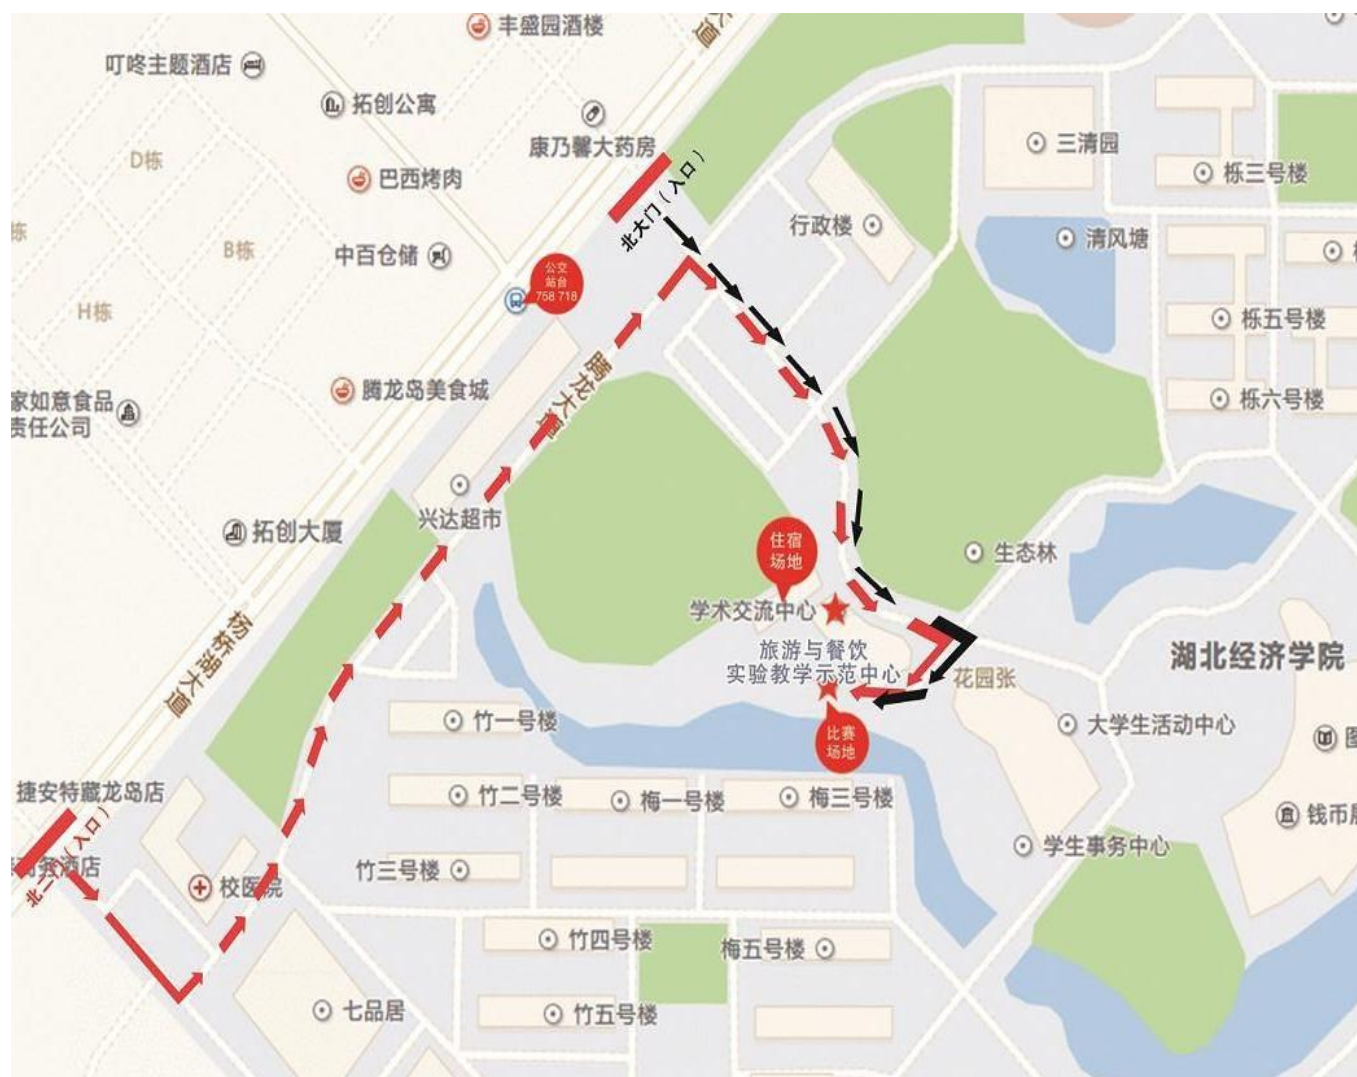 丰盛园酒楼
大道
叮咚主题酒店
拓创公寓
康乃馨大药房
三清园
D栋
巴西烤肉
栎三号楼
北大门（入口）
行政楼
栋
B栋
中百仓储
清风塘
公交
站台
758 718
H栋
栎五号楼
腾龙大道
腾龙岛美食城
家如意食品
责任公司
栎六号楼
兴达超市
拓创大厦
住宿
场地
生态林
学术交流中心
旅游与餐饮
实验教学示范中心
湖北经济学院
花园张
杨桥湖大道
竹一号楼
大学生活动中心
比赛
场地
图
捷安特藏龙岛店
竹二号楼
梅一号楼
梅三号楼
钱币展
北二门（入口）
务酒店
学生事务中心
竹三号楼
校医院
竹四号楼
梅五号楼
七品居
竹五号楼